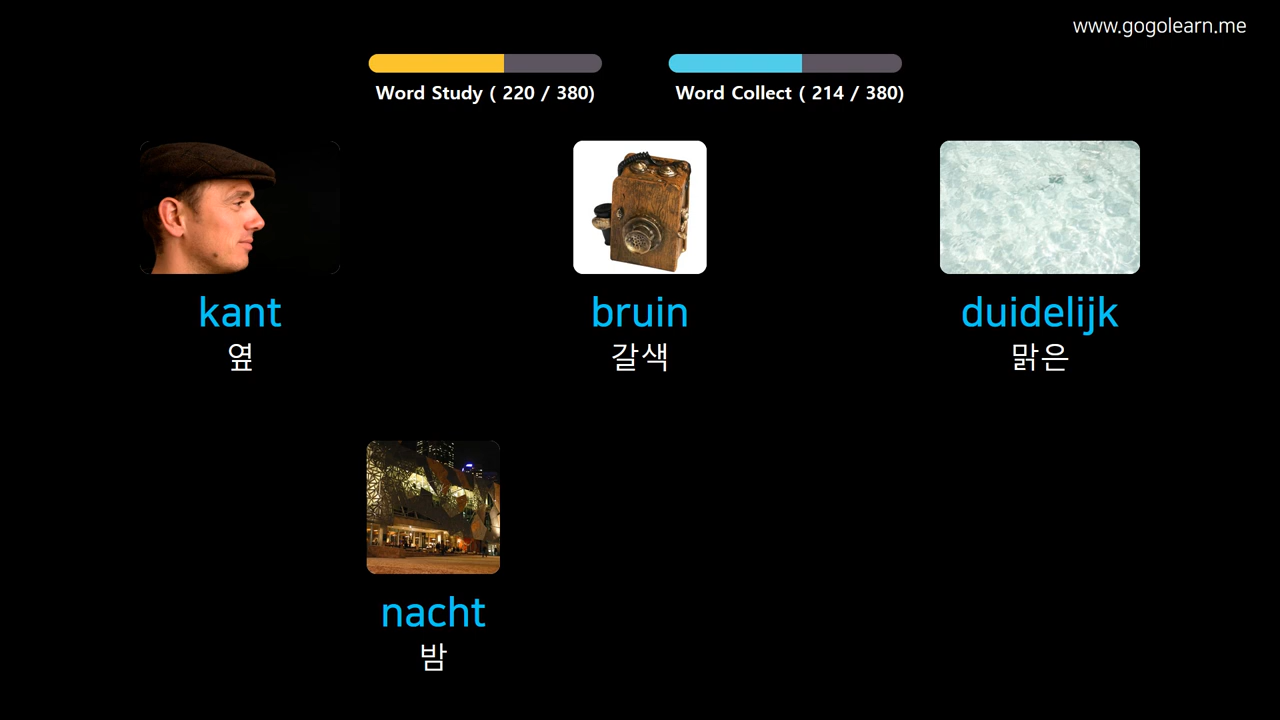 www.gogolearn.me
Word Study ( 220 / 380)
Word Collect ( 214 / 380)
kant
옆
bruin
갈색
duidelijk
맑은
nacht
밤